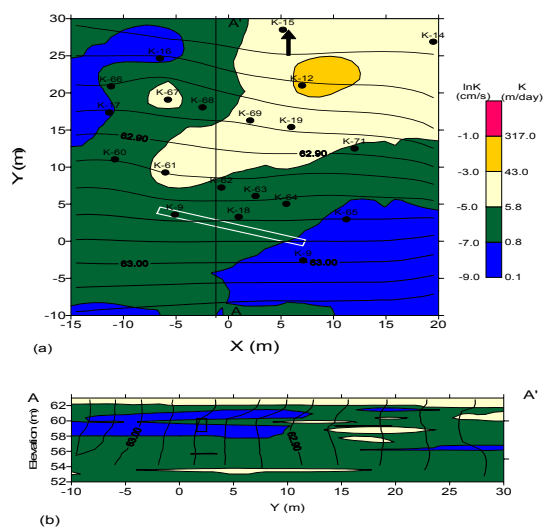 A'
30
25
20
15
10
5
0
-5
-10
Y (m)
-15
-10
-5
0
5
10
15
20
X (m)
(a)
K-15
K-14
K-16
K-66
K-67
K-12
K-68
K-69
K-19
K-71
62.90
62.90
K-60
K-61
K-62
K-63
K-64
K-9
K-18
63.00
63.00
A
lnK
(cm/s)
K
(m/day)
-1.0
317.0
-3.0
43.0
-5.0
5.8
-7.0
0.8
-9.0
0.1
A
A'
62
60
58
56
54
52
Elevation (m)
63.00
62.90
-10
-5
0
5
10
15
20
25
30
Y (m)
(b)